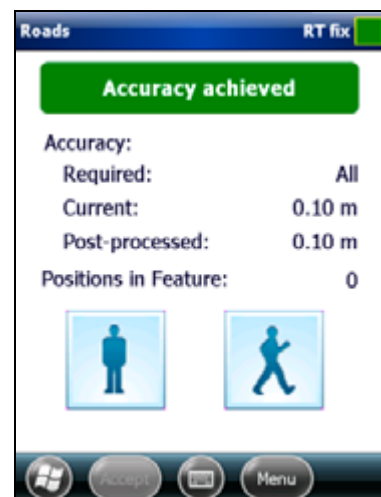 Roads RT fix
Accuracy achieved
Accuracy:
Required: All
Current: 0.10 m
Post-processed: 0.10 m
Positions in Feature: 0
Accept Menu